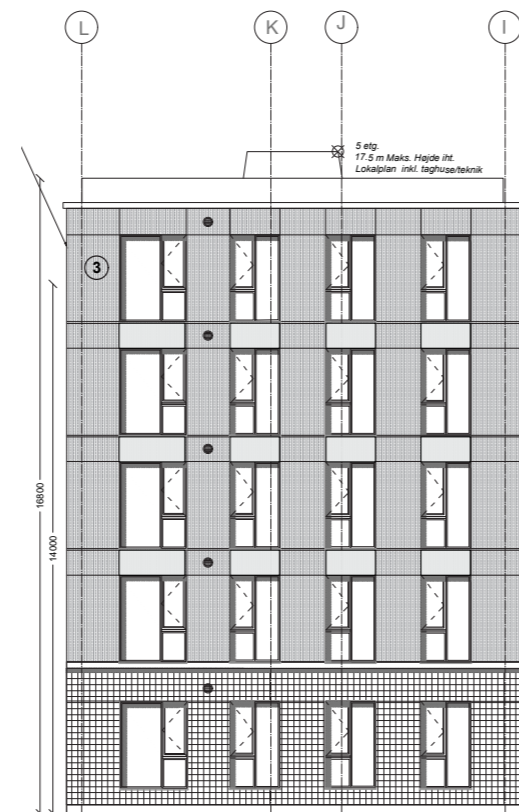 L
K
J
I
5 etg.
17.5 m Maks. Højde iht.
Lokalplan inkl. taghuse/teknik
3
16800
14000